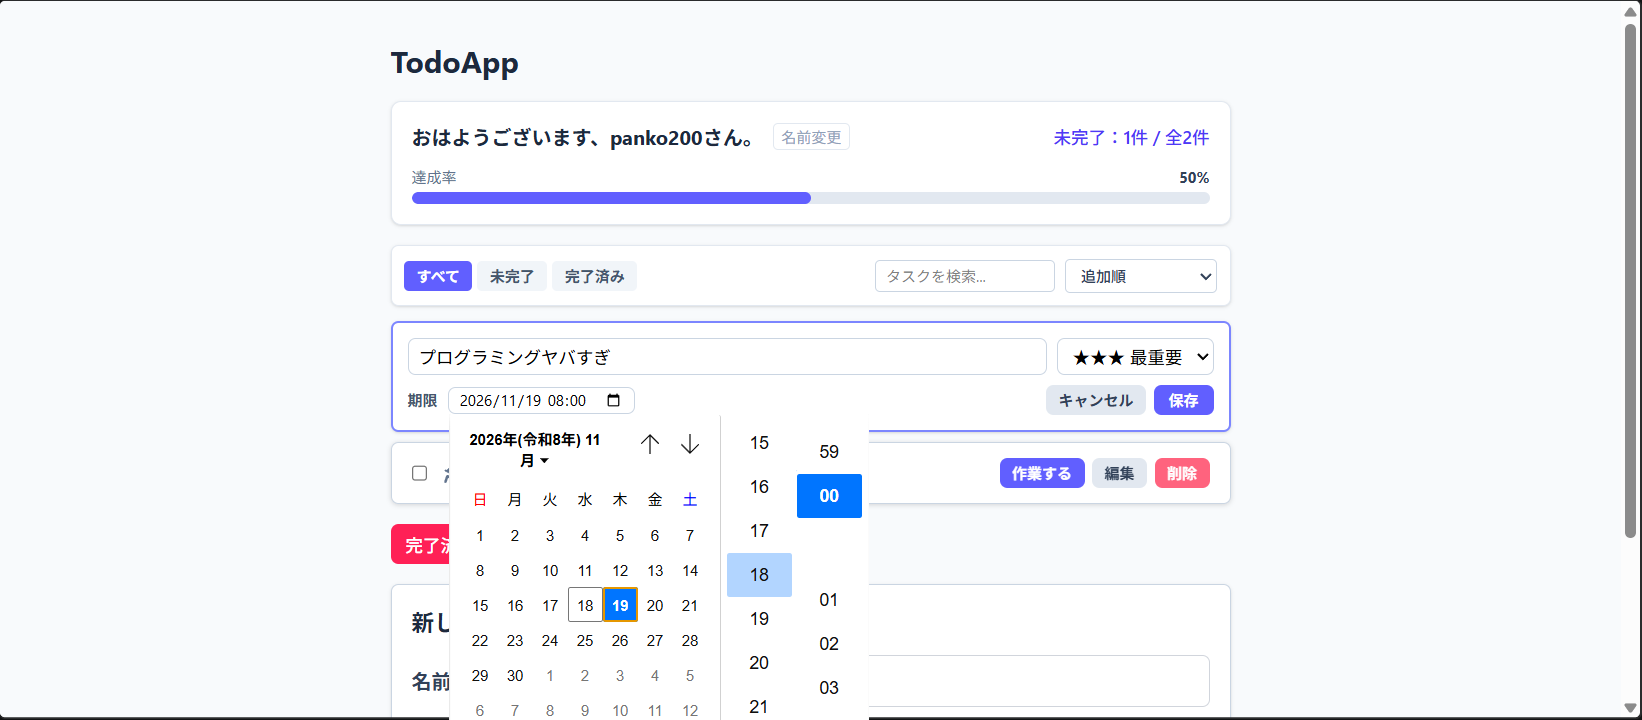 TodoApp
おはようございます、panko200さん。 名前変更 未完了：1件 / 全2件
達成率 50%
すべて 未完了 完了済み タスクを検索... 追加順
プログラミングヤバすぎ ★★★ 最重要
期限 2026/11/19 08:00 キャンセル 保存
作業する 編集 削除
完了
新し
名前
2026年(令和8年) 11
月
日 月 火 水 木 金 土
1 2 3 4 5 6 7
8 9 10 11 12 13 14
15 16 17 18 19 20 21
22 23 24 25 26 27 28
29 30 1 2 3 4 5
6 7 8 9 10 11 12
15
16
17
18
19
20
21
59
00
01
02
03